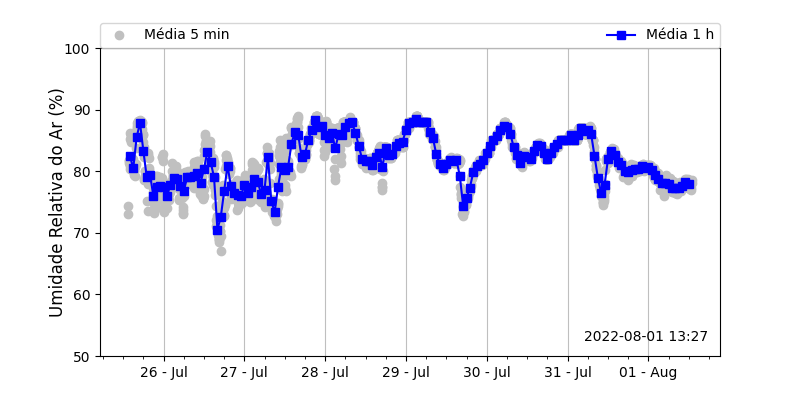 Média 5 min
Média 1 h
Umidade Relativa do Ar (%)
100
90
80
70
60
50
2022-08-01 13:27
26 - Jul
27 - Jul
28 - Jul
29 - Jul
30 - Jul
31 - Jul
01 - Aug